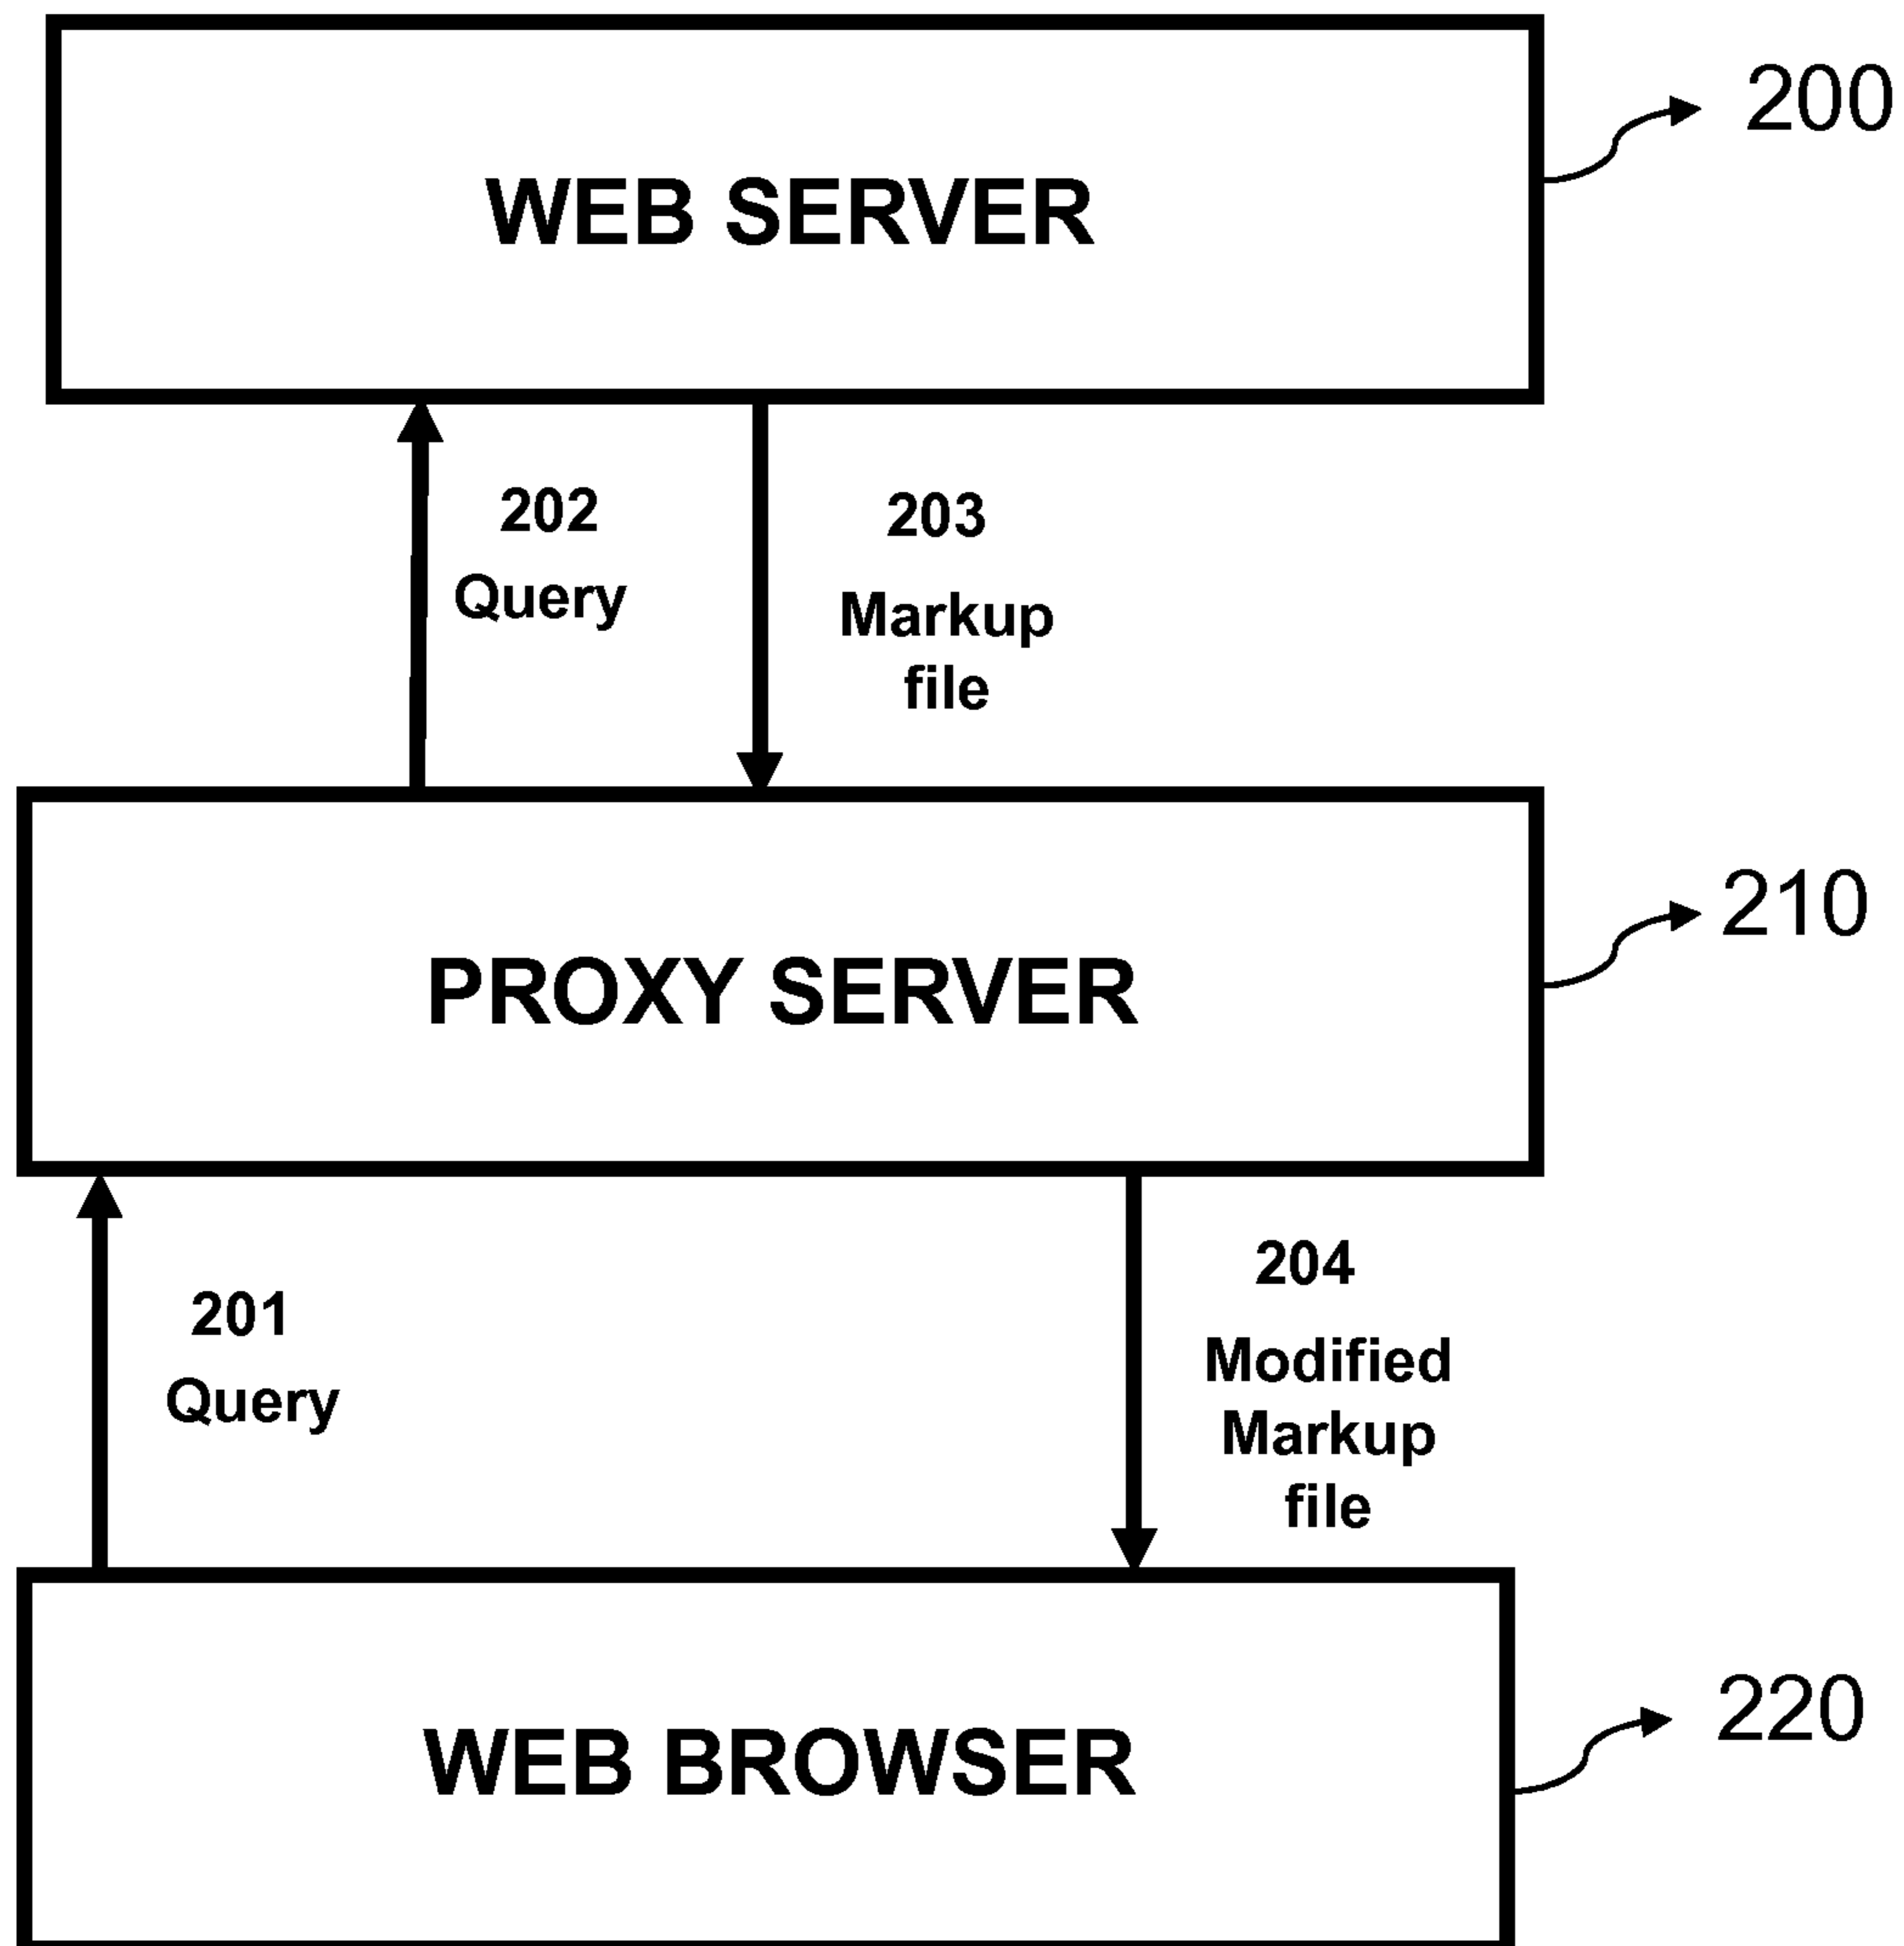 200
WEB SERVER
202
Query
203
Markup
file
210
PROXY SERVER
201
Query
204
Modified
Markup
file
220
WEB BROWSER